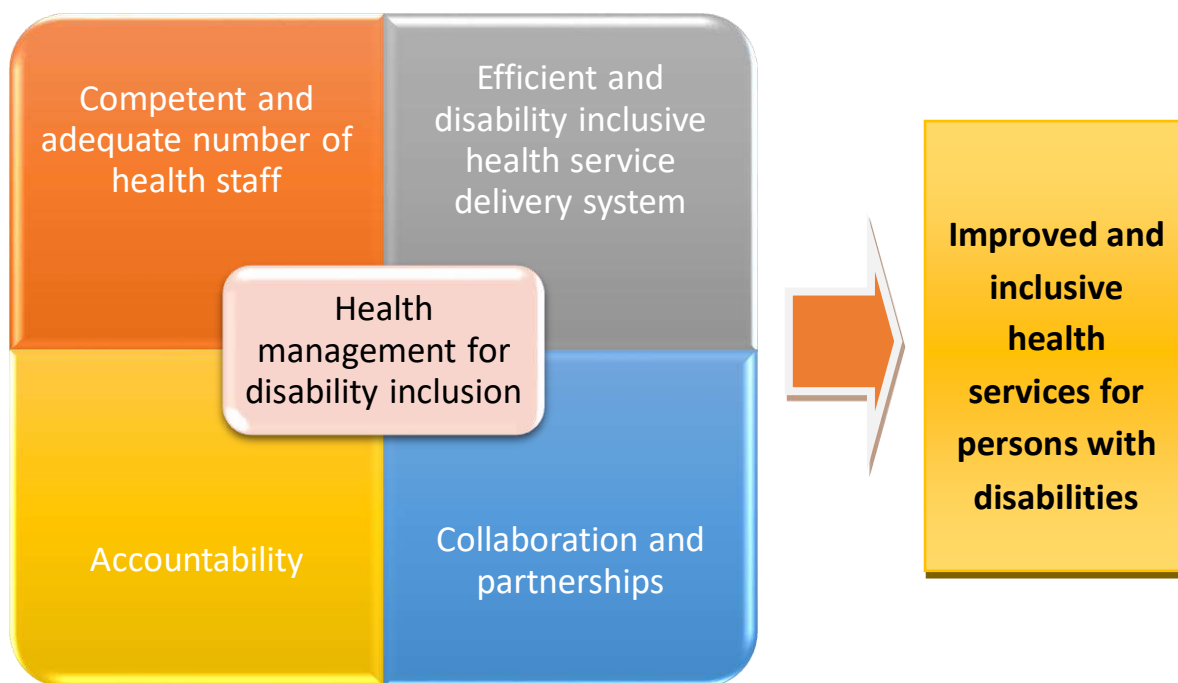 Competent and
adequate number of
health staff
Efficient and
disability inclusive
health service
delivery system
Health
management for
disability inclusion
Accountability
Collaboration and
partnerships
Improved and
inclusive
health
services for
persons with
disabilities